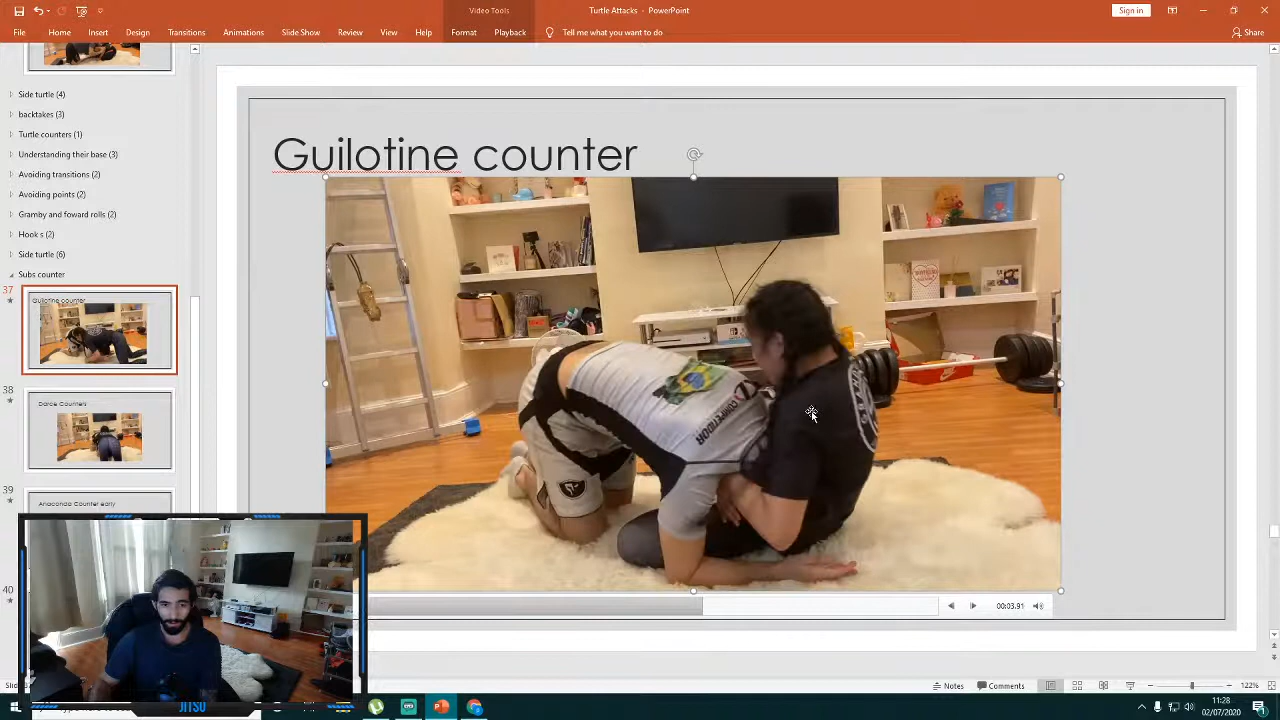 Video Tools
Turtle Attacks - PowerPoint
Sign in
File Home Insert Design Transitions Animations Slide Show Review View Help Format Playback Tell me what you want to do Share
Side turtle (4)
backtakes (3)
Turtle counters (1)
Understanding their base (3)
Avoiding transitions (2)
Avoiding points (2)
Granby and foward rolls (2)
Hook s (2)
Side turtle (6)
Subs counter
37
Guilotine counter
38
Darce Counters
39
Anaconda Counter early
40
Guilotine counter
COMPETIDOR
00:03.91
JITSU
Notes
Comments
122%
11:28
02/07/2020